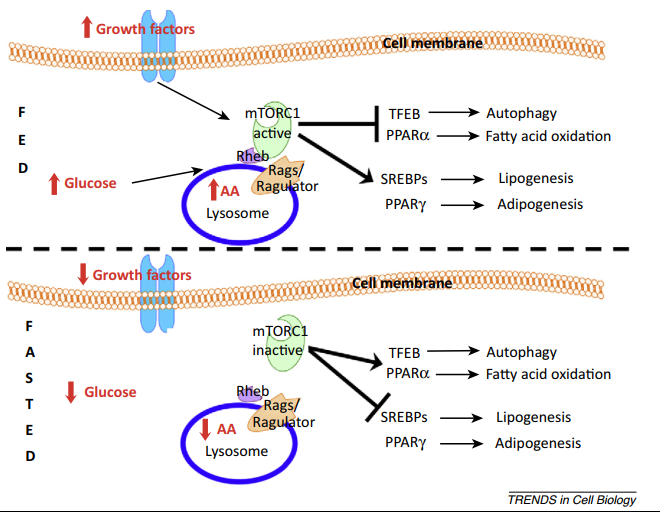 Growth factors
Cell membrane
FED
mTORC1
active
TFEB
Autophagy
PPARα
Fatty acid oxidation
Rheb
Rags/
Ragulator
Glucose
AA
Lysosome
SREBPs
Lipogenesis
PPARγ
Adipogenesis
Growth factors
Cell membrane
FASTED
mTORC1
inactive
TFEB
Autophagy
PPARα
Fatty acid oxidation
Glucose
Rheb
Rags/
Ragulator
AA
Lysosome
SREBPs
Lipogenesis
PPARγ
Adipogenesis
TRENDS in Cell Biology